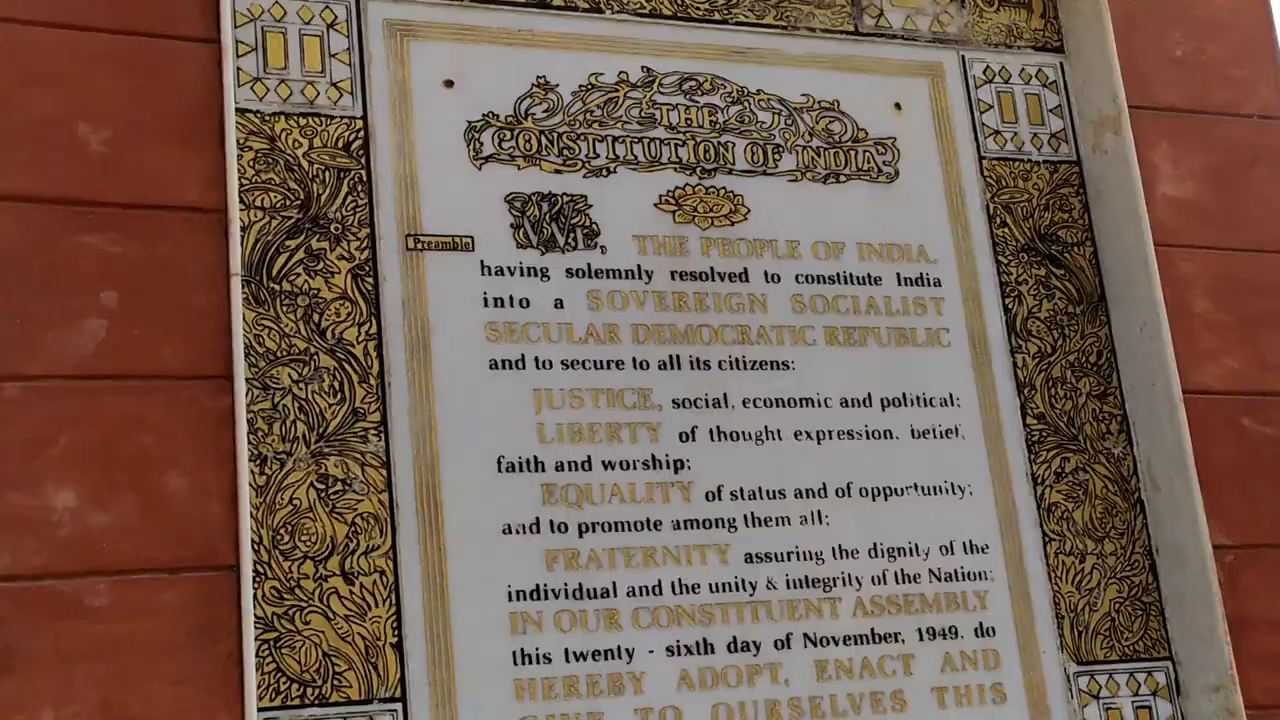 THE
CONSTITUTION OF INDIA
Preamble
WE, THE PEOPLE OF INDIA,
having solemnly resolved to constitute India
into a SOVEREIGN SOCIALIST
SECULAR DEMOCRATIC REPUBLIC
and to secure to all its citizens:
JUSTICE, social, economic and political;
LIBERTY of thought expression, belief,
faith and worship;
EQUALITY of status and of opportunity;
and to promote among them all;
FRATERNITY assuring the dignity of the
individual and the unity & integrity of the Nation;
IN OUR CONSTITUENT ASSEMBLY
this twenty - sixth day of November, 1949, do
HEREBY ADOPT, ENACT AND
GIVE TO OURSELVES THIS